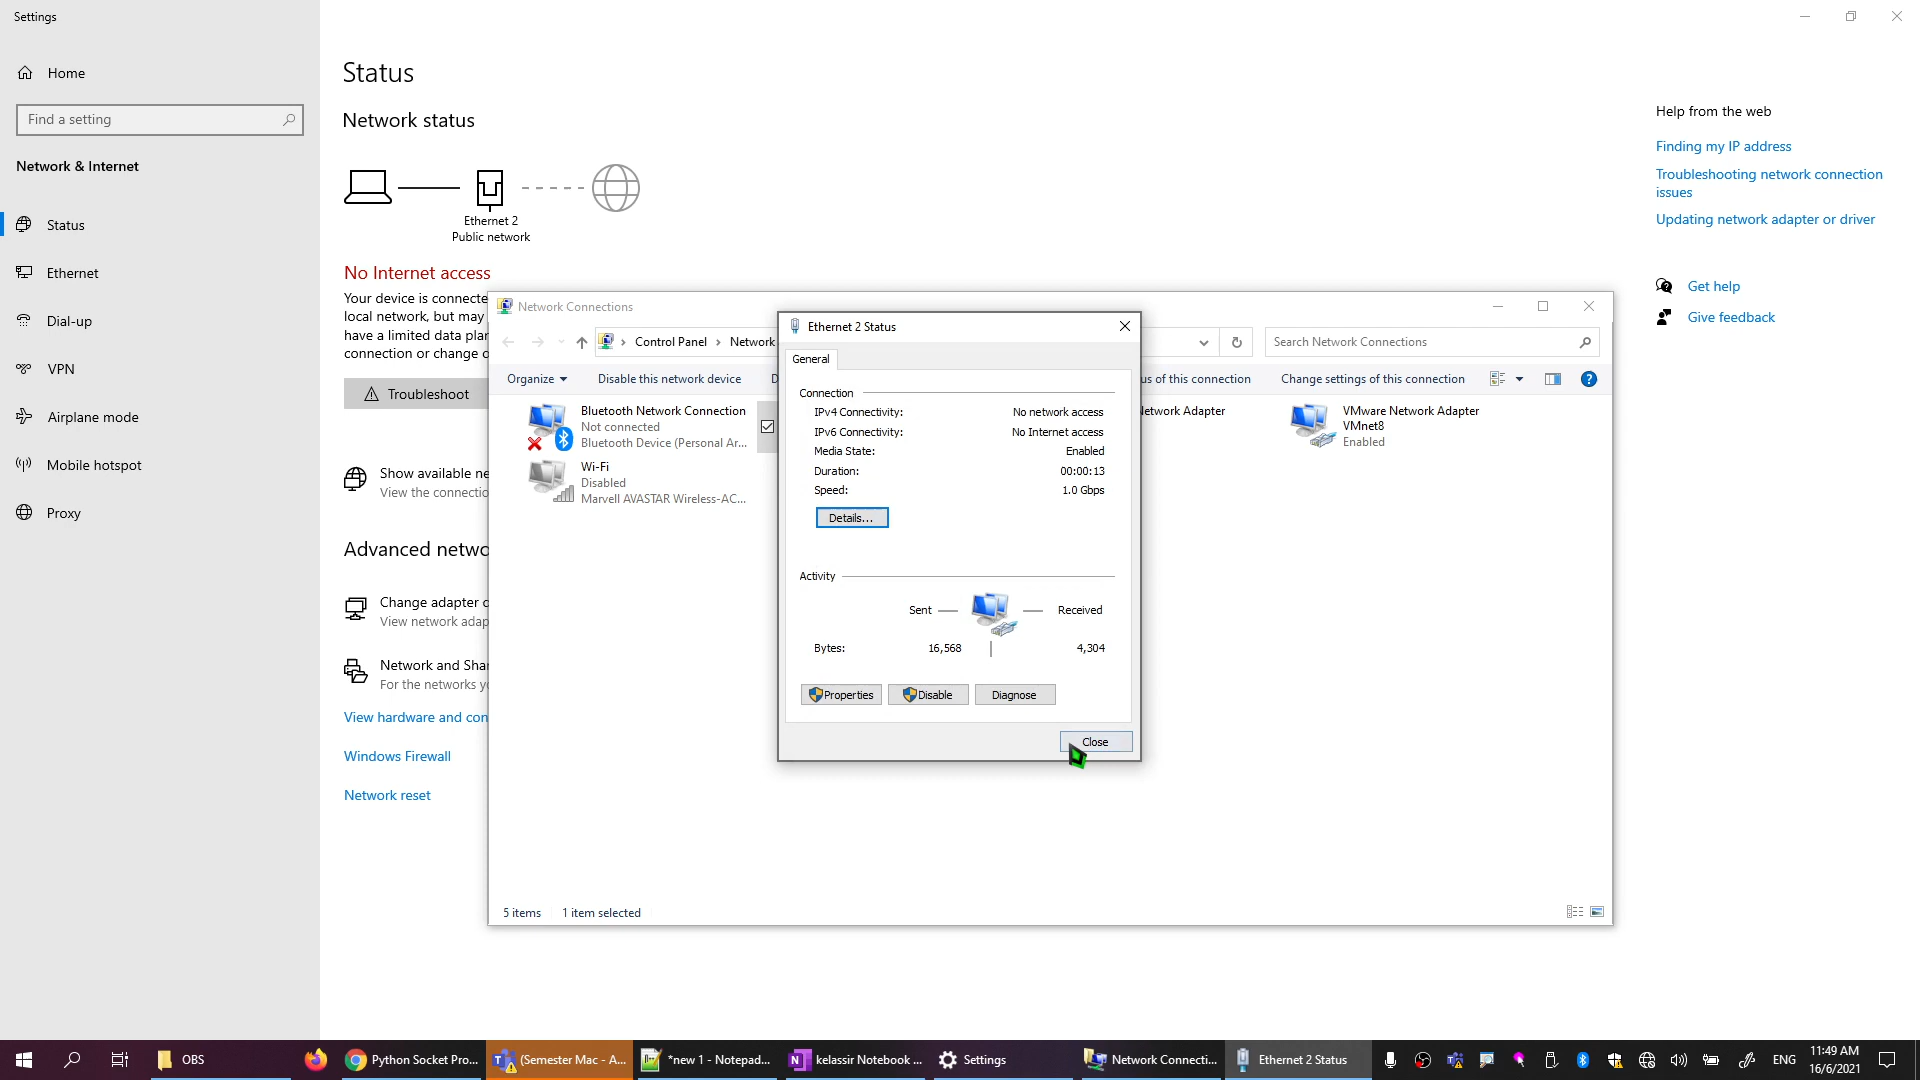 Settings
Home
Find a setting
Network & Internet
Status
Ethernet
Dial-up
VPN
Airplane mode
Mobile hotspot
Proxy
Status
Network status
Ethernet 2
Public network
No Internet access
Your device is connecte
local network, but may
have a limited data plan
connection or change o
Troubleshoot
Show available ne
View the connectio
Advanced netwo
Change adapter o
View network adap
Network and Shar
For the networks yo
View hardware and con
Windows Firewall
Network reset
Help from the web
Finding my IP address
Troubleshooting network connection
issues
Updating network adapter or driver
Get help
Give feedback
Network Connections
Control Panel > Network
Search Network Connections
Organize
Disable this network device
D
us of this connection
Change settings of this connection
Bluetooth Network Connection
Not connected
Bluetooth Device (Personal Ar...
Wi-Fi
Disabled
Marvell AVASTAR Wireless-AC...
Network Adapter
VMware Network Adapter
VMnet8
Enabled
5 items
1 item selected
Ethernet 2 Status
General
Connection
IPv4 Connectivity: No network access
IPv6 Connectivity: No Internet access
Media State: Enabled
Duration: 00:00:13
Speed: 1.0 Gbps
Details...
Activity
Sent — Received
Bytes: 16,568 4,304
Properties
Disable
Diagnose
Close
OBS
Python Socket Pro...
(Semester Mac - A...
*new 1 - Notepad...
kelassir Notebook ...
Settings
Network Connecti...
Ethernet 2 Status
ENG
11:49 AM
16/6/2021